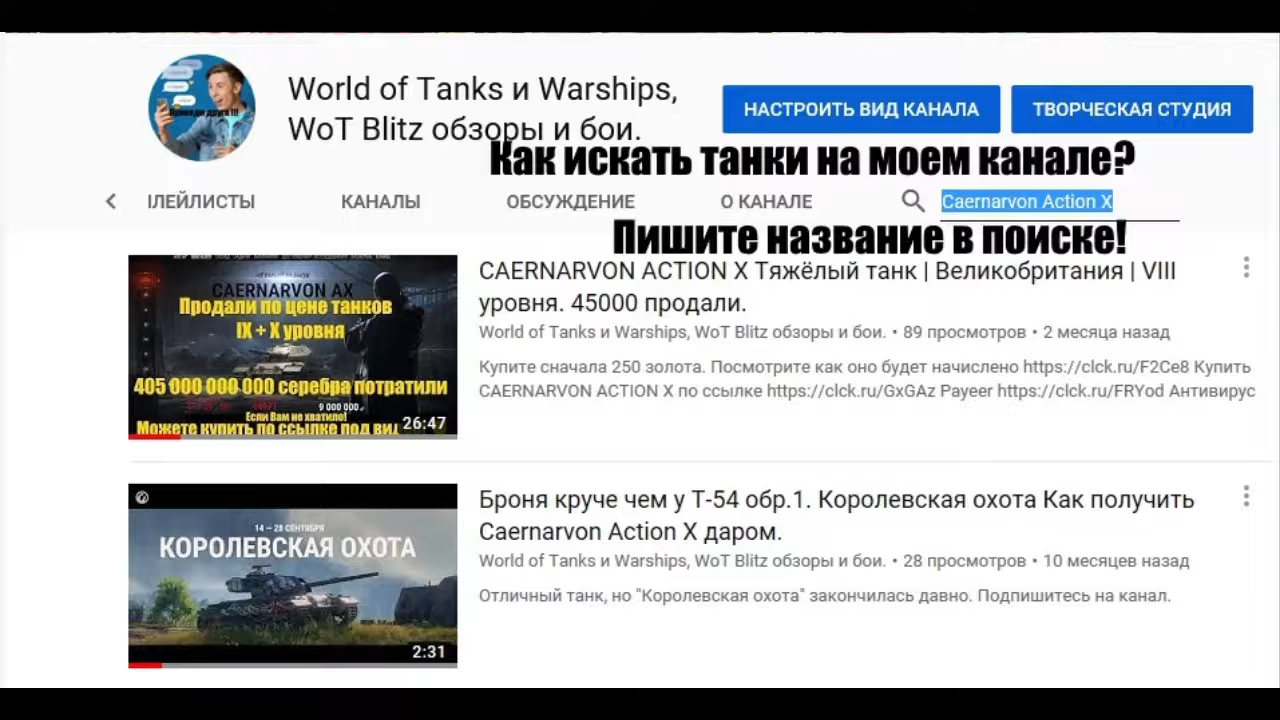 World of Tanks и Warships,
WoT Blitz обзоры и бои.
НАСТРОИТЬ ВИД КАНАЛА
ТВОРЧЕСКАЯ СТУДИЯ
Как искать танки на моем канале?
ЛЕЙЛИСТЫ
КАНАЛЫ
ОБСУЖДЕНИЕ
О КАНАЛЕ
Caernarvon Action X
Пишите название в поиске!
CAERNARVON AX
Продали по цене танков
IX + X уровня
405 000 000 000 серебра потратили
9 000 000
Если Вам не хватило!
Можете купить по ссылке под
26:47
CAERNARVON ACTION X Тяжёлый танк | Великобритания | VIII
уровня. 45000 продали.
World of Tanks и Warships, WoT Blitz обзоры и бои. • 89 просмотров • 2 месяца назад
Купите сначала 250 золота. Посмотрите как оно будет начислено https://clck.ru/F2Ce8 Купить
CAERNARVON ACTION X по ссылке https://clck.ru/GxGAz Payeer https://clck.ru/FRYod Антивирус
14 – 28 СЕНТЯБРЯ
КОРОЛЕВСКАЯ ОХОТА
2:31
Броня круче чем у Т-54 обр.1. Королевская охота Как получить
Caernarvon Action X даром.
World of Tanks и Warships, WoT Blitz обзоры и бои. • 28 просмотров • 10 месяцев назад
Отличный танк, но "Королевская охота" закончилась давно. Подпишитесь на канал.